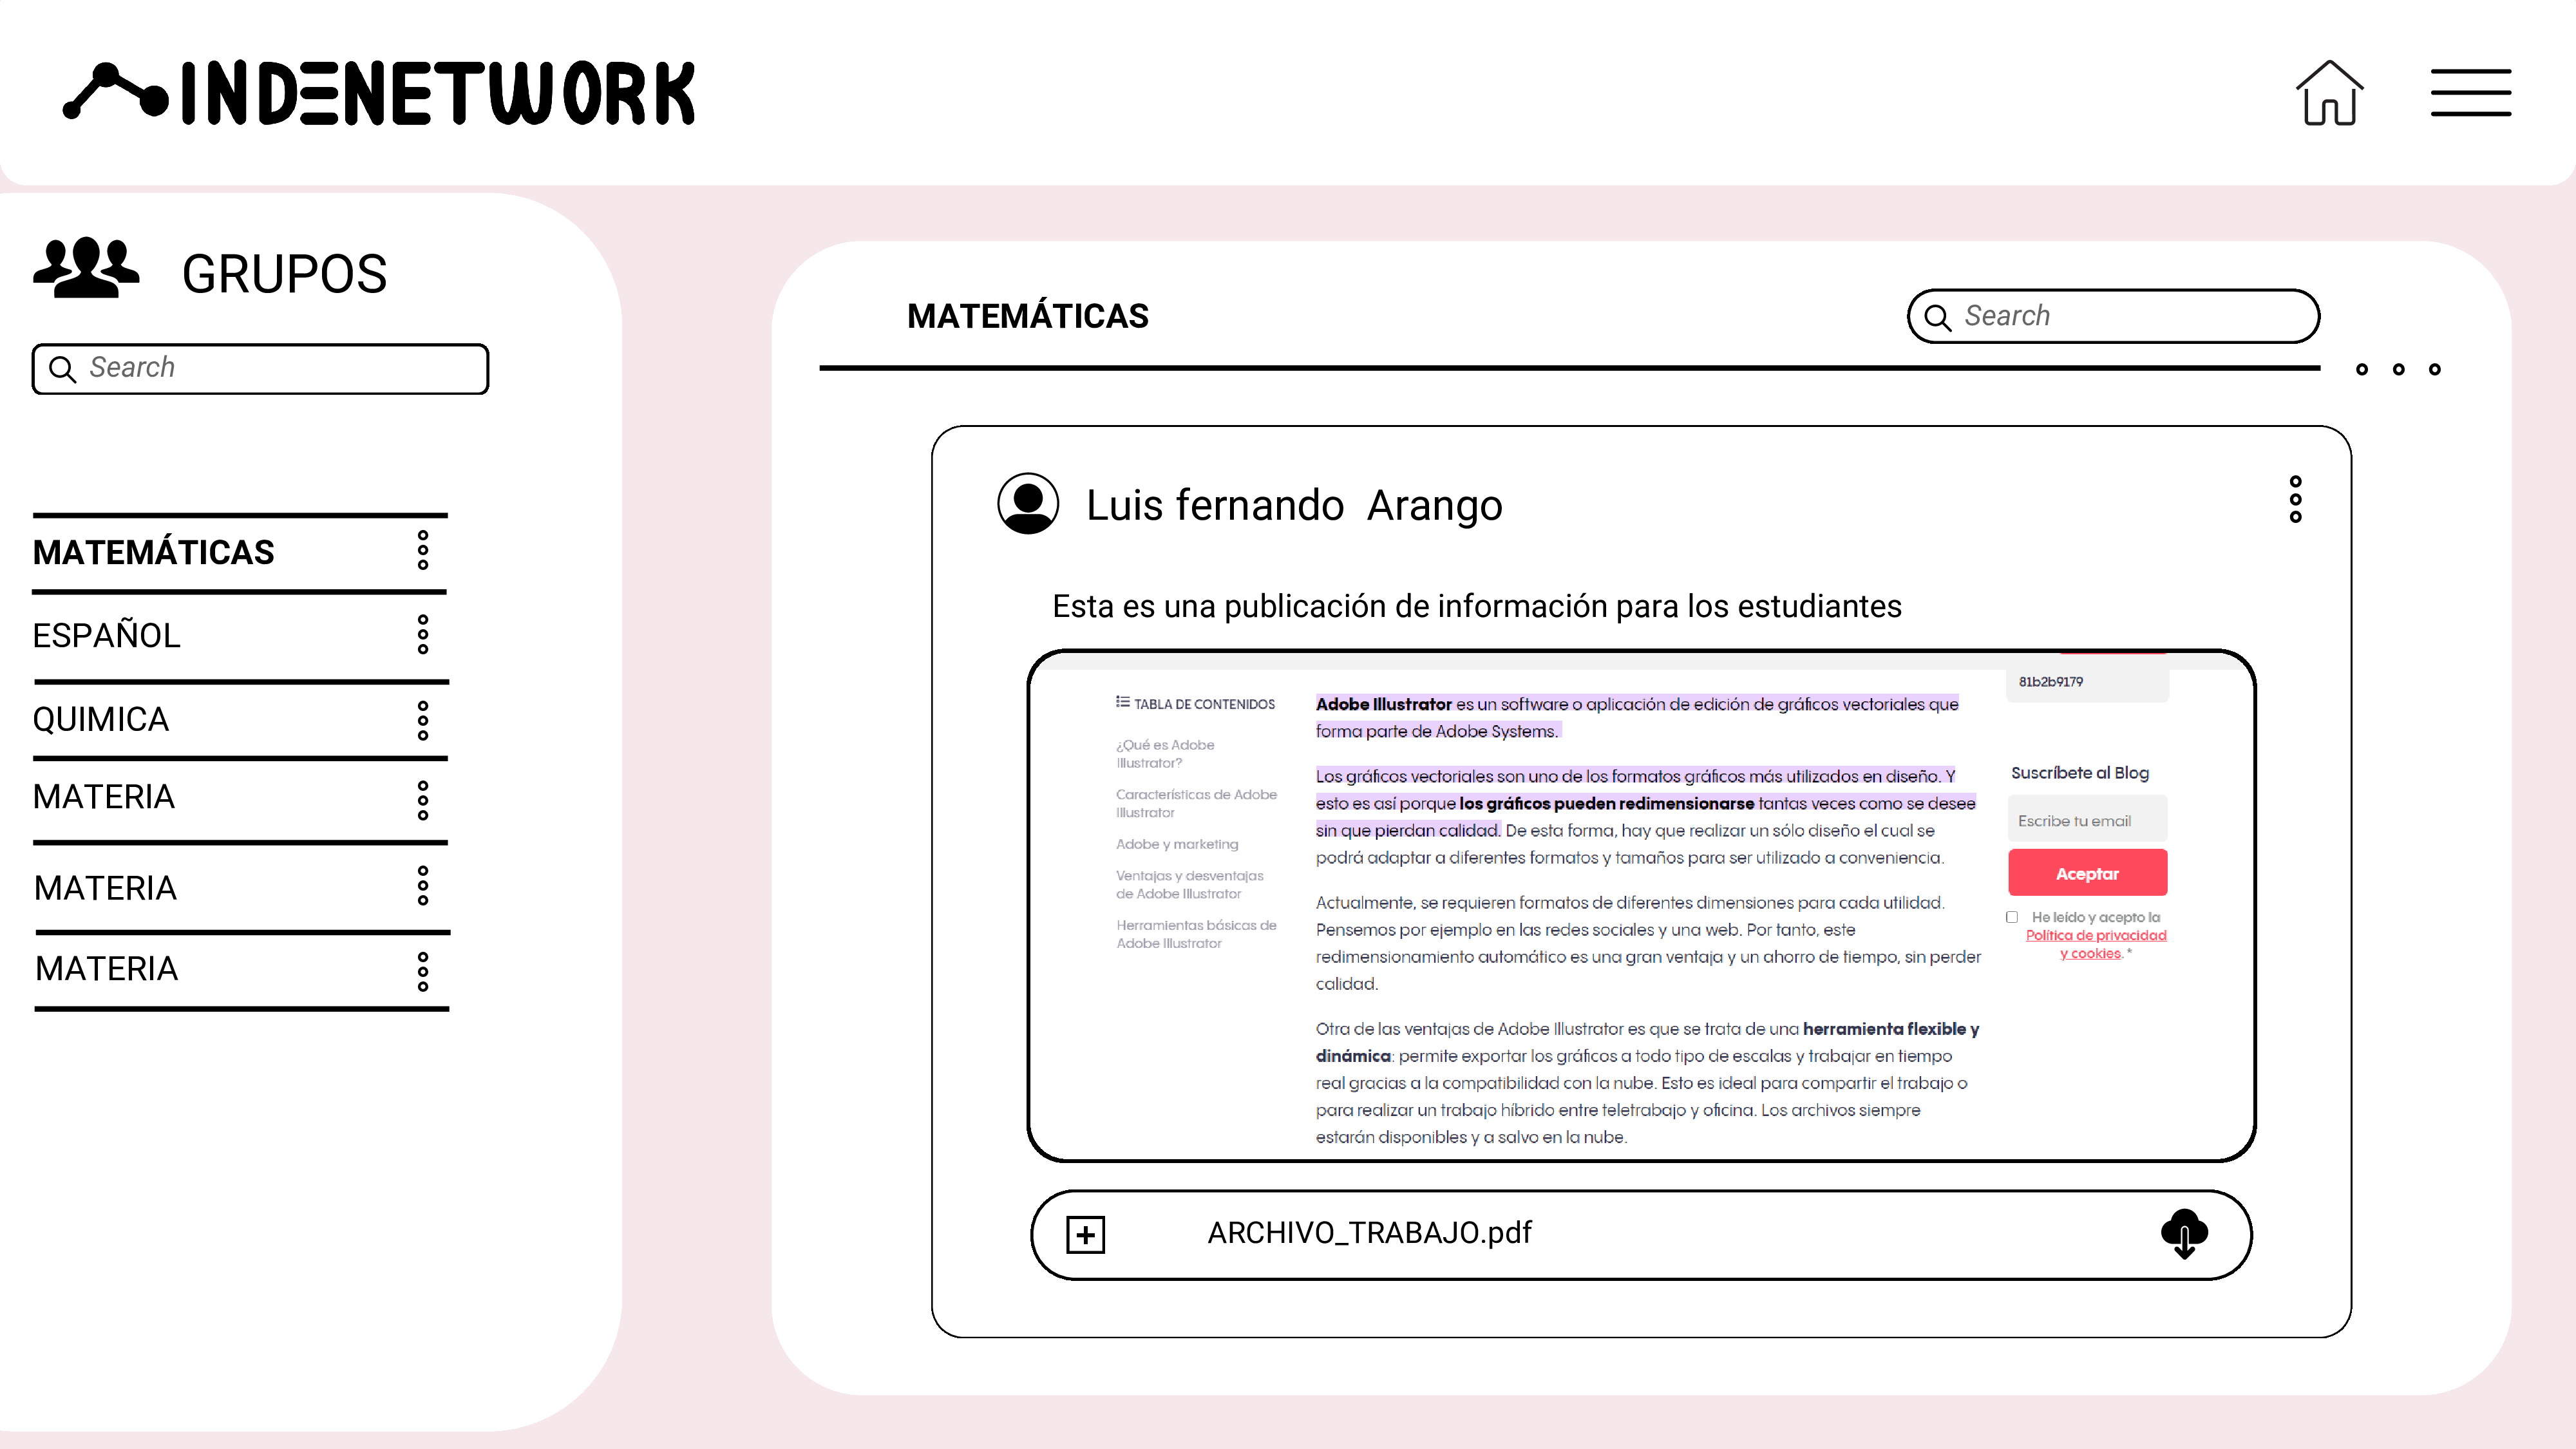 INDENETWORK
GRUPOS
Search
MATEMÁTICAS
ESPAÑOL
QUIMICA
MATERIA
MATERIA
MATERIA
MATEMÁTICAS
Search
Luis fernando Arango
Esta es una publicación de información para los estudiantes
TABLA DE CONTENIDOS
¿Qué es Adobe
Illustrator?
Características de Adobe
Illustrator
Adobe y marketing
Ventajas y desventajas
de Adobe Illustrator
Herramientas básicas de
Adobe Illustrator
Adobe Illustrator es un software o aplicación de edición de gráficos vectoriales que
forma parte de Adobe Systems.
Los gráficos vectoriales son uno de los formatos gráficos más utilizados en diseño. Y
esto es así porque los gráficos pueden redimensionarse tantas veces como se desee
sin que pierdan calidad. De esta forma, hay que realizar un sólo diseño el cual se
podrá adaptar a diferentes formatos y tamaños para ser utilizado a conveniencia.
Actualmente, se requieren formatos de diferentes dimensiones para cada utilidad.
Pensemos por ejemplo en las redes sociales y una web. Por tanto, este
redimensionamiento automático es una gran ventaja y un ahorro de tiempo, sin perder
calidad.
Otra de las ventajas de Adobe Illustrator es que se trata de una herramienta flexible y
dinámica: permite exportar los gráficos a todo tipo de escalas y trabajar en tiempo
real gracias a la compatibilidad con la nube. Esto es ideal para compartir el trabajo o
para realizar un trabajo híbrido entre teletrabajo y oficina. Los archivos siempre
estarán disponibles y a salvo en la nube.
81b2b9179
Suscríbete al Blog
Escribe tu email
Aceptar
He leído y acepto la
Política de privacidad
y cookies. *
ARCHIVO_TRABAJO.pdf